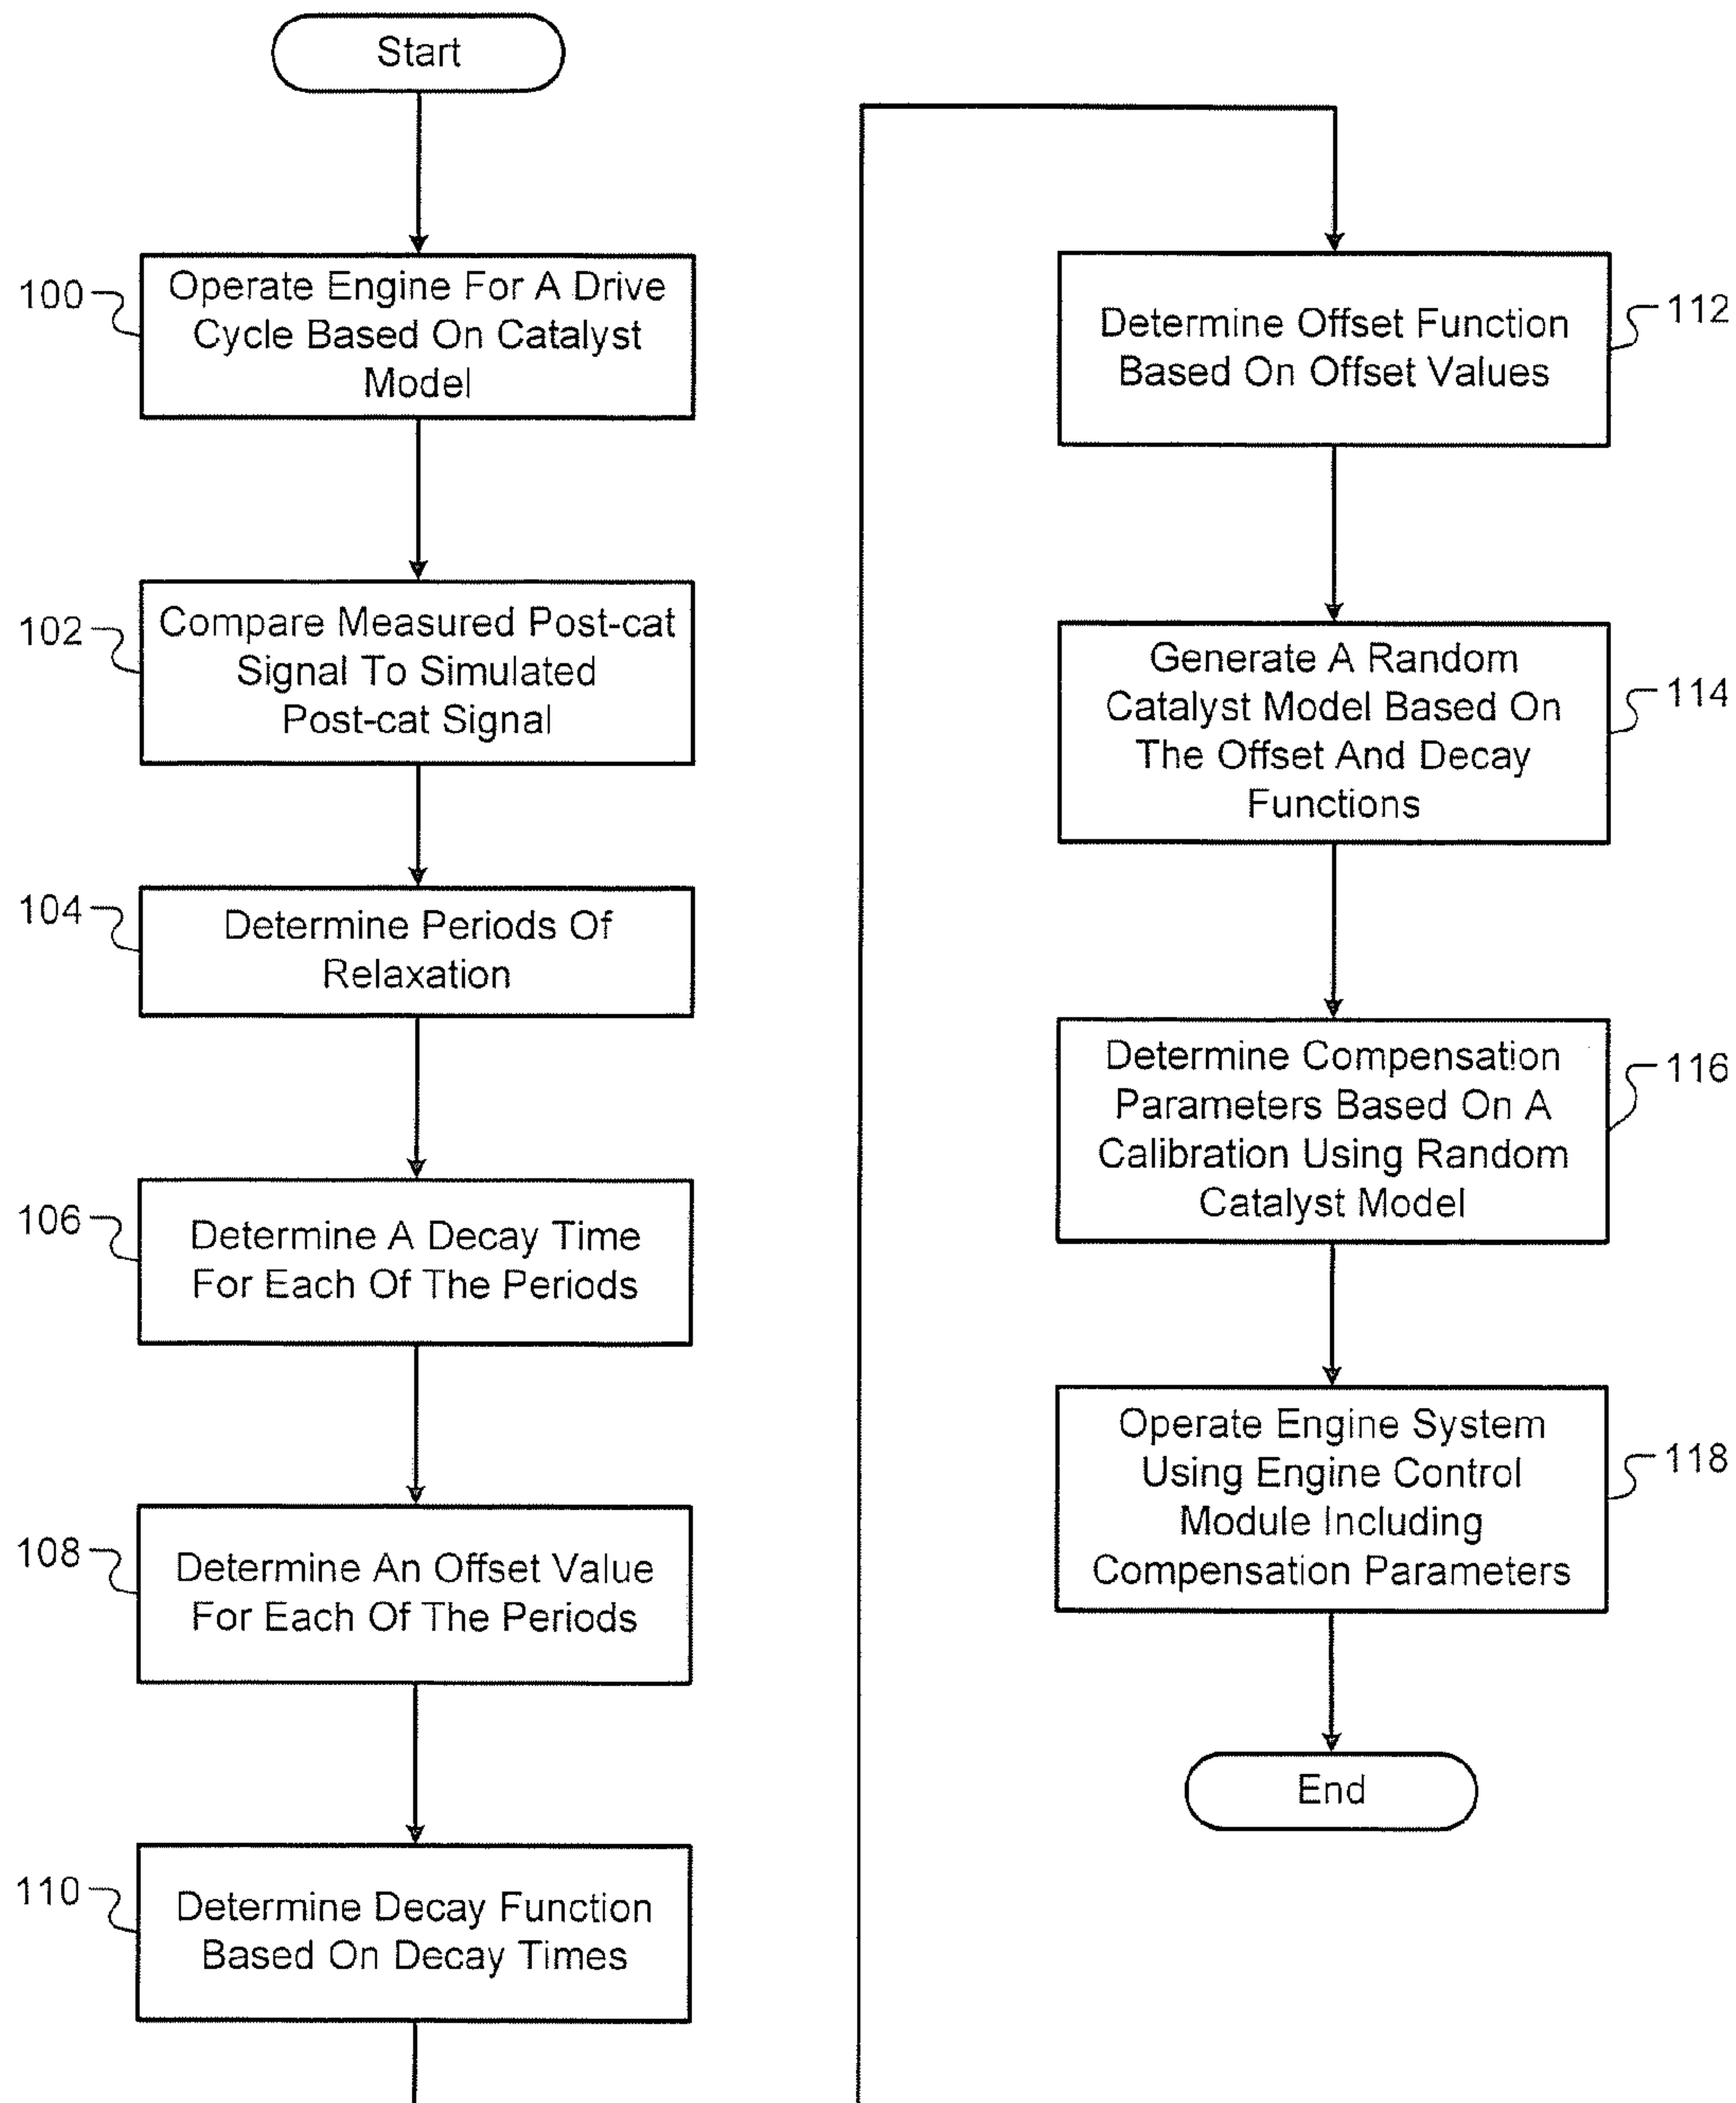 Start
100
Operate Engine For A Drive
Cycle Based On Catalyst
Model
102
Compare Measured Post-cat
Signal To Simulated
Post-cat Signal
104
Determine Periods Of
Relaxation
106
Determine A Decay Time
For Each Of The Periods
108
Determine An Offset Value
For Each Of The Periods
110
Determine Decay Function
Based On Decay Times
112
Determine Offset Function
Based On Offset Values
114
Generate A Random
Catalyst Model Based On
The Offset And Decay
Functions
116
Determine Compensation
Parameters Based On A
Calibration Using Random
Catalyst Model
118
Operate Engine System
Using Engine Control
Module Including
Compensation Parameters
End